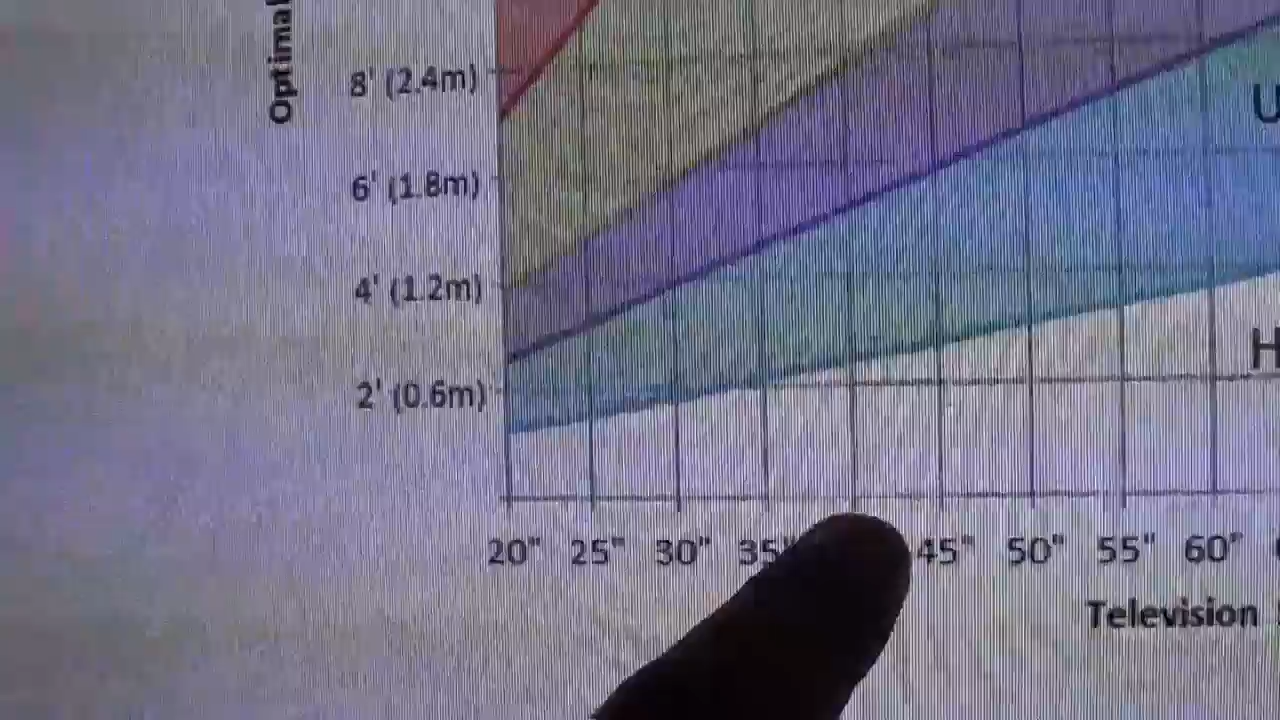 Optimal
8' (2.4m)
6' (1.8m)
4' (1.2m)
2' (0.6m)
U
H
20" 25" 30" 35" 45" 50" 55" 60"
Television